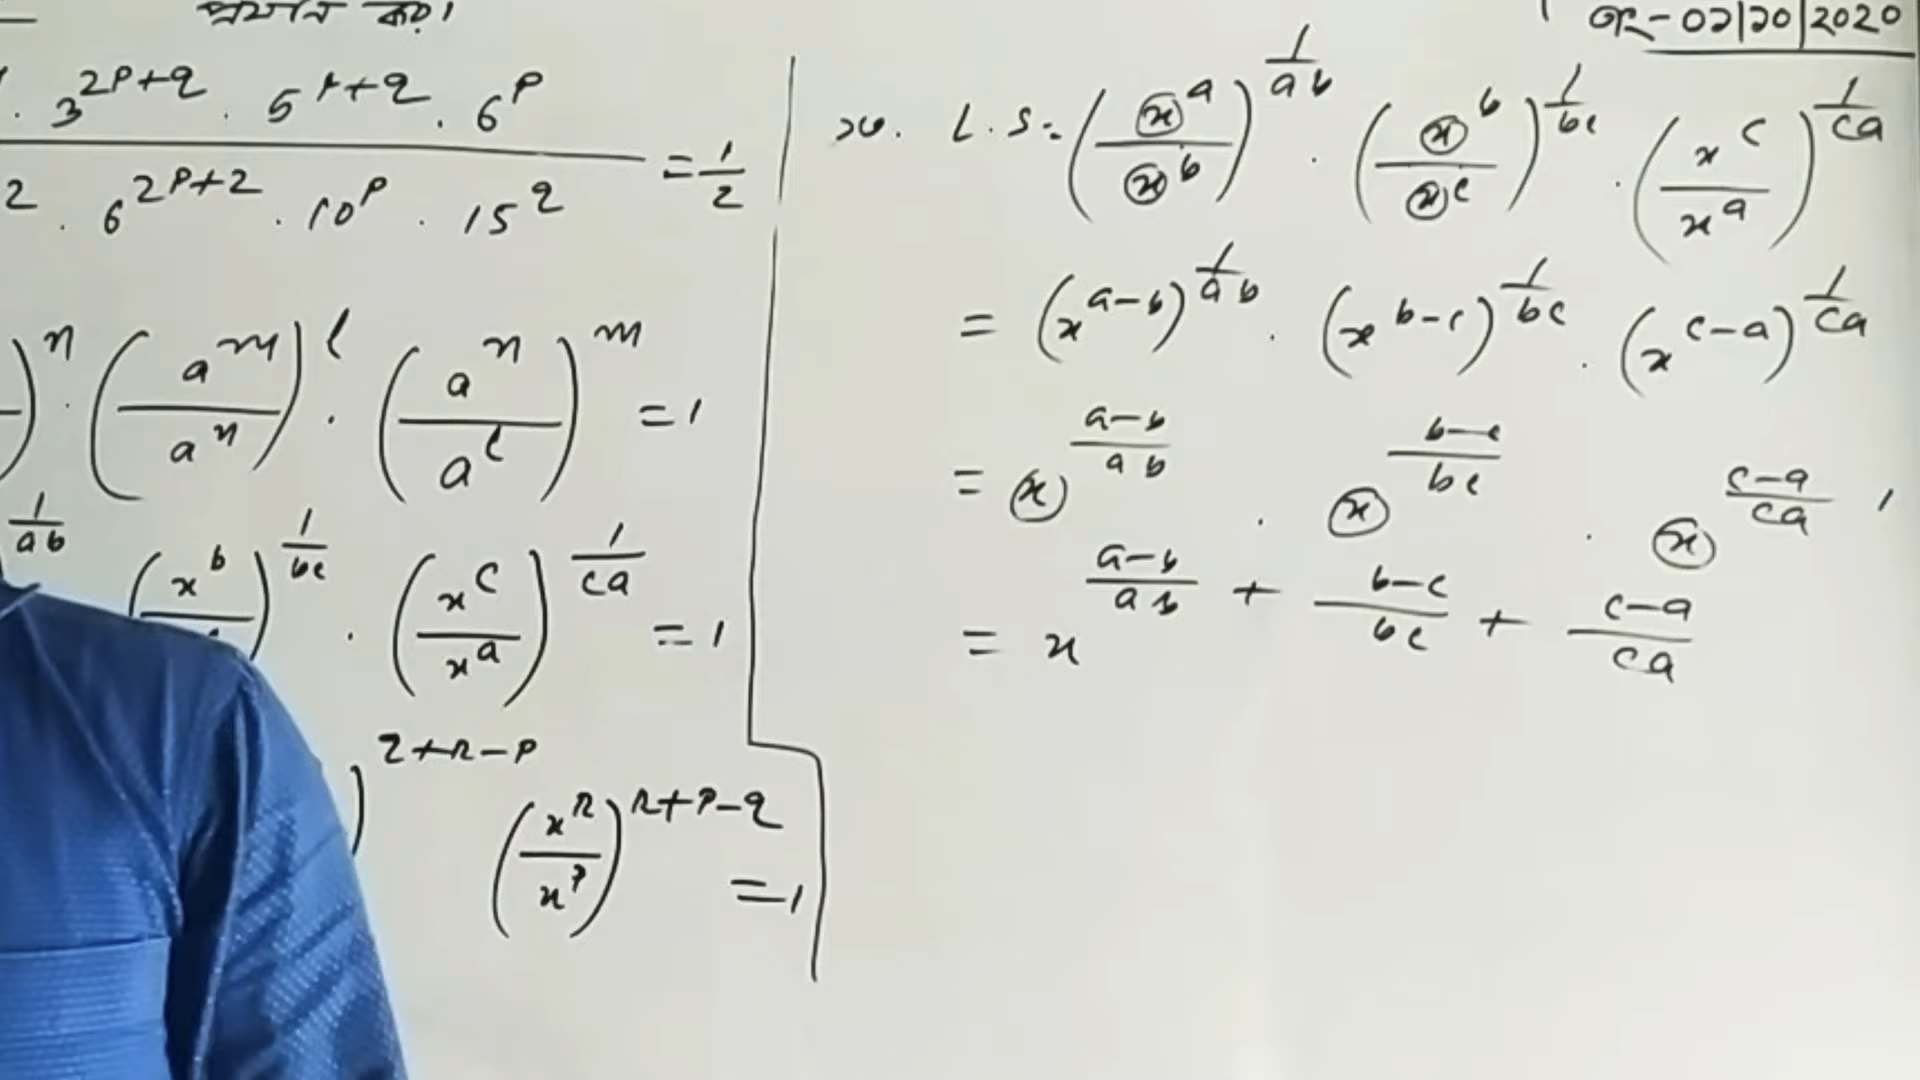 প্রমাণ কর।
. 3^{2p+q} . 5^{p+q} . 6^p
2 . 6^{2p+2} . 10^p . 15^q
= 1/2
)^n . (a^m/a^n)^l . (a^n/a^l)^m = 1
1/ab (x^b/)^{1/bc} . (x^c/x^a)^{1/ca} = 1
)^{q+r-p} (x^r/x^p)^{r+p-q} = 1
তাং-০১/১০/২০২০
১৬. L.S = (x^a/x^b)^{1/ab} . (x^b/x^c)^{1/bc} . (x^c/x^a)^{1/ca}
= (x^{a-b})^{1/ab} . (x^{b-c})^{1/bc} . (x^{c-a})^{1/ca}
= x^{(a-b)/ab} . x^{(b-c)/bc} . x^{(c-a)/ca}
= x^{(a-b)/ab + (b-c)/bc + (c-a)/ca}